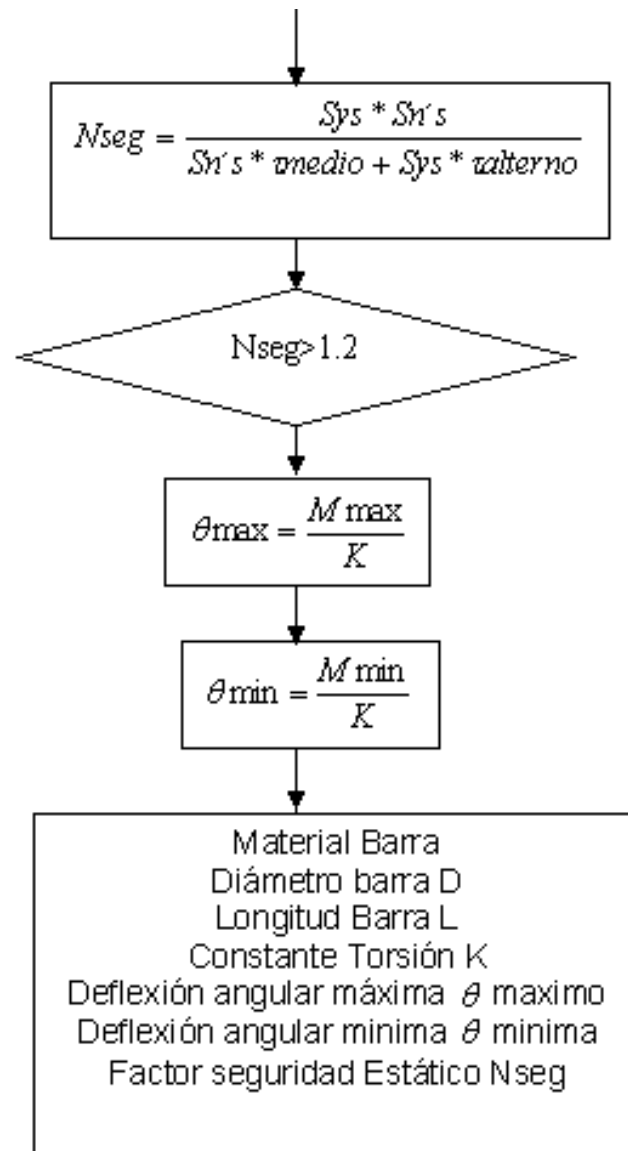 Nseg = Sys * Sn´s / Sn´s * τmedio + Sys * τalterno
Nseg>1.2
θmax = M max / K
θmin = M min / K
Material Barra
Diámetro barra D
Longitud Barra L
Constante Torsión K
Deflexión angular máxima θ maximo
Deflexión angular minima θ minima
Factor seguridad Estático Nseg